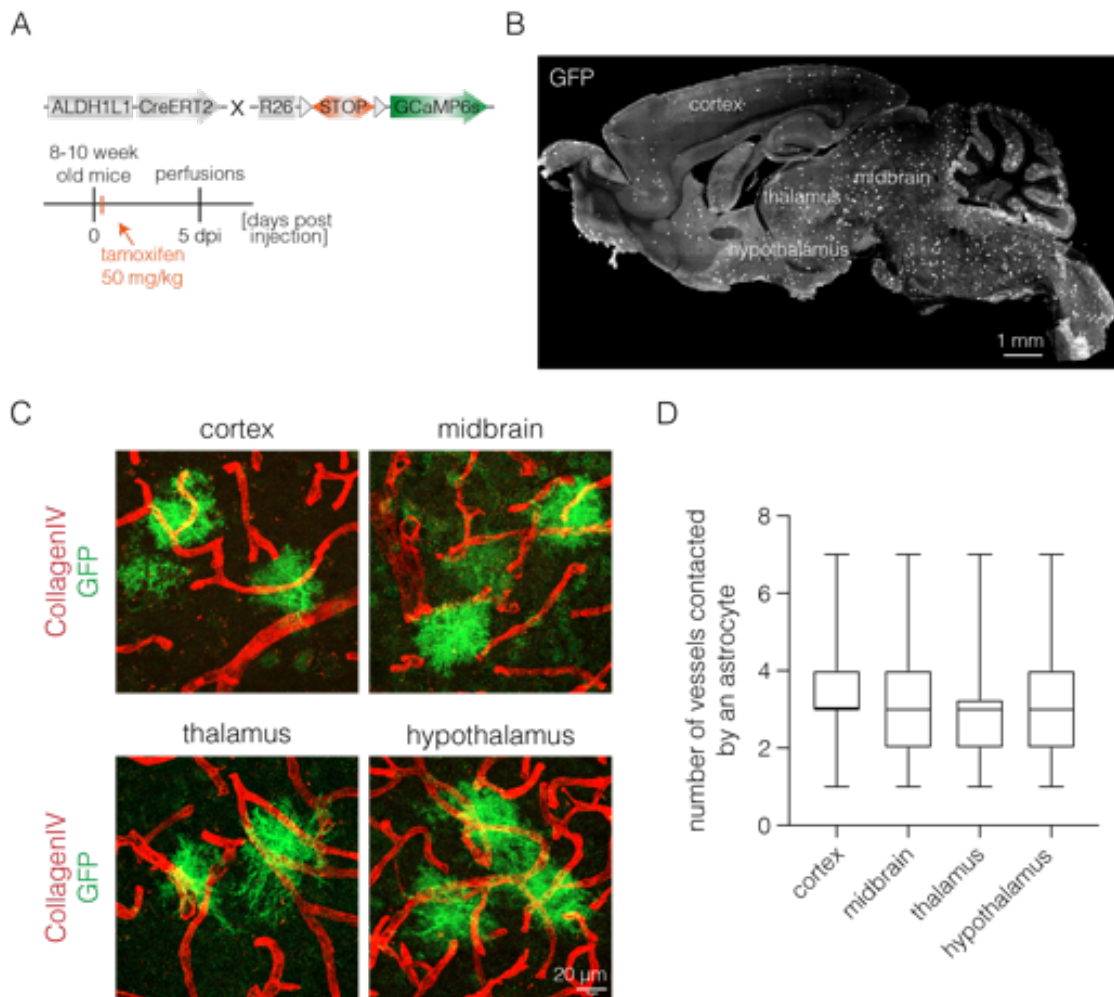 A
ALDH1L1 CreERT2 X R26 STOP GCaMP6s
8-10 week
old mice
perfusions
0
5 dpi
[days post
injection]
tamoxifen
50 mg/kg
B
GFP
cortex
thalamus
midbrain
hypothalamus
1 mm
C
cortex
midbrain
CollagenIV
GFP
thalamus
hypothalamus
CollagenIV
GFP
20 µm
D
number of vessels contacted
by an astrocyte
8
6
4
2
0
cortex
midbrain
thalamus
hypothalamus